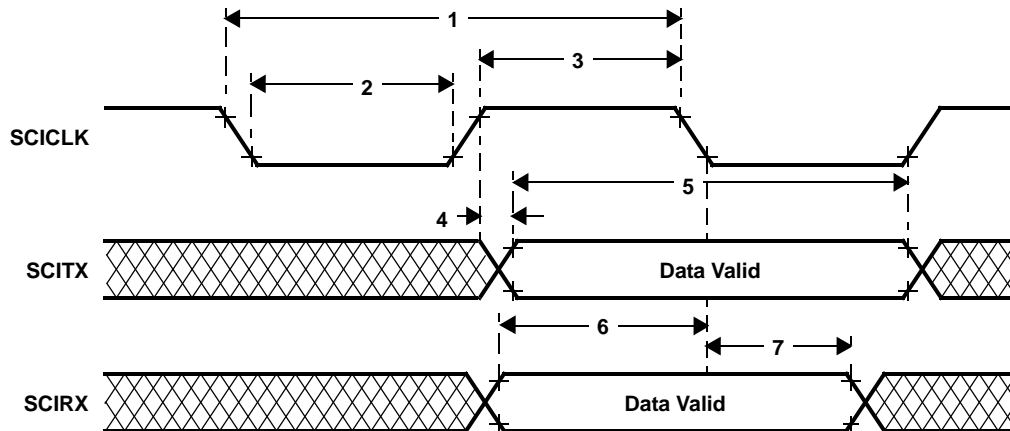 1
3
2
SCICLK
5
4
SCITX
Data Valid
6
7
SCIRX
Data Valid